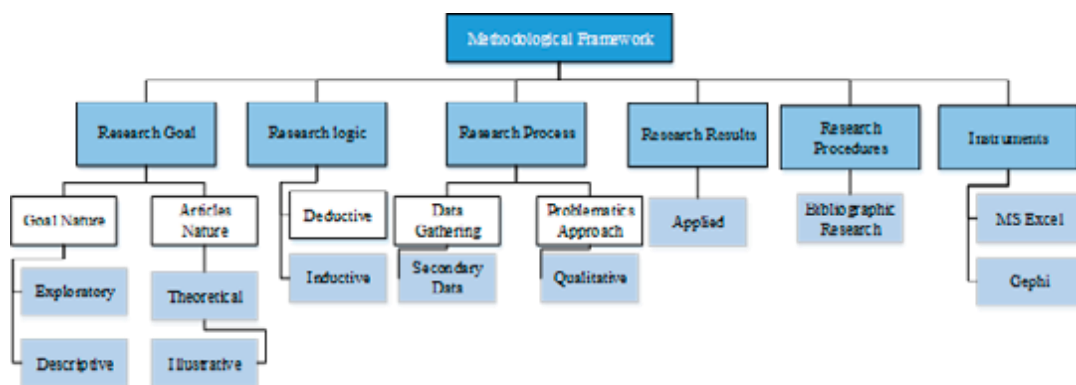 Methodological Framework
Research Goal
Research logic
Research Process
Research Results
Research
Procedures
Instruments
Goal Nature
Articles
Nature
Deductive
Data
Gathering
Problematics
Approach
Applied
Bibliographic
Research
MS Excel
Exploratory
Theoretical
Inductive
Secondary
Data
Qualitative
Gephi
Descriptive
Illustrative